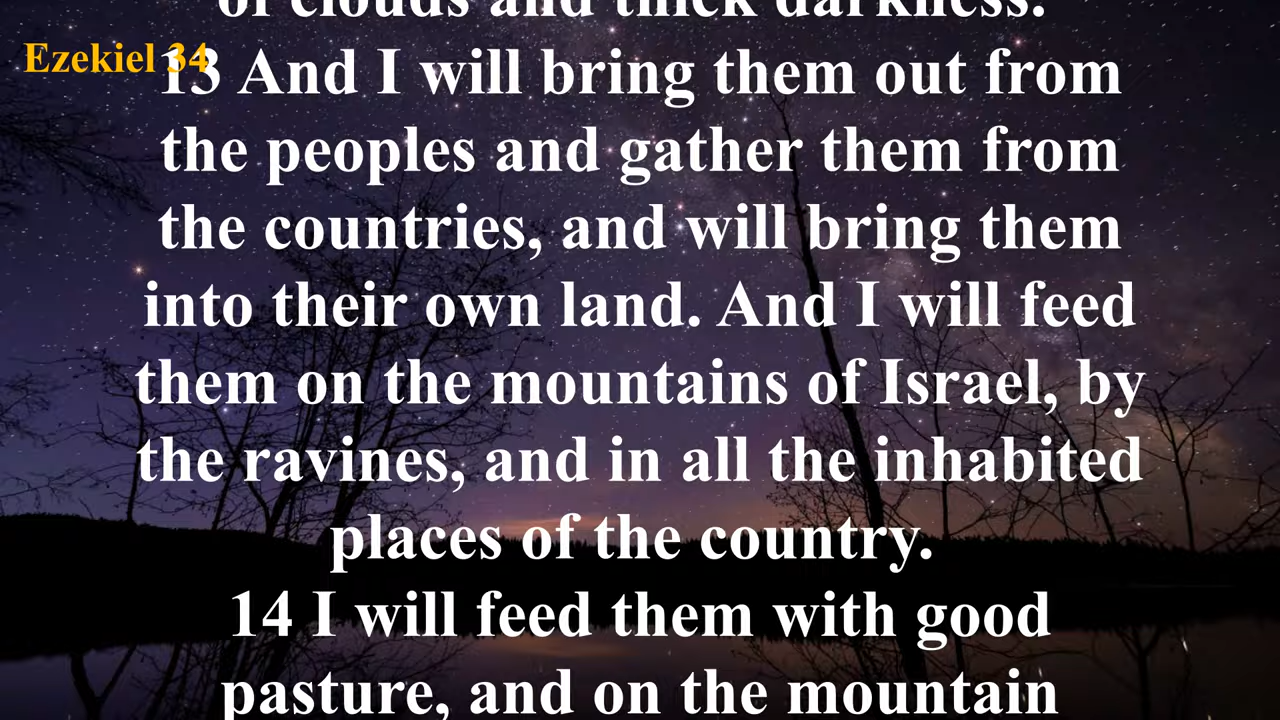 of clouds and thick darkness.
Ezekiel 34
13 And I will bring them out from
the peoples and gather them from
the countries, and will bring them
into their own land. And I will feed
them on the mountains of Israel, by
the ravines, and in all the inhabited
places of the country.
14 I will feed them with good
pasture, and on the mountain